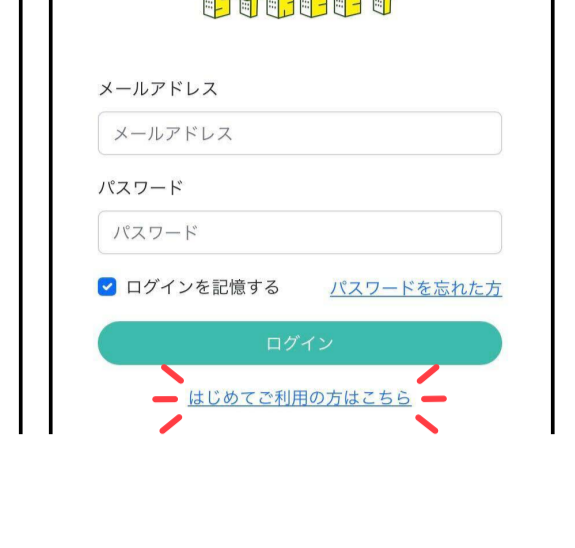 メールアドレス
メールアドレス
パスワード
パスワード
ログインを記憶する パスワードを忘れた方
ログイン
はじめてご利用の方はこちら